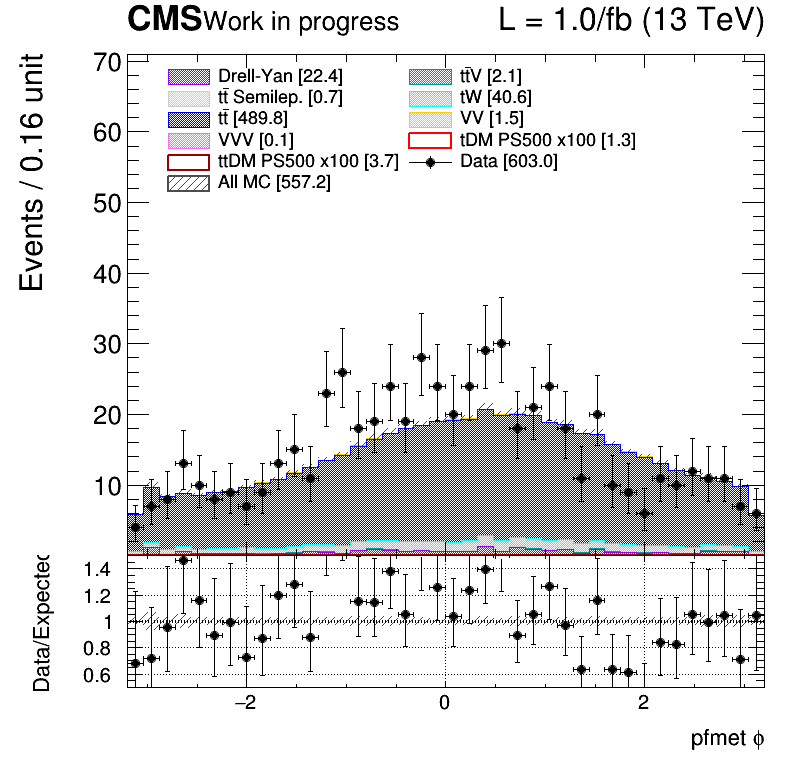 CMS Work in progress L = 1.0/fb (13 TeV)
Events / 0.16 unit
70
60
50
40
30
20
10
Drell-Yan [22.4] tt̄V [2.1]
tt̄ Semilep. [0.7] tW [40.6]
tt̄ [489.8] VV [1.5]
VVV [0.1] tDM PS500 x100 [1.3]
ttDM PS500 x100 [3.7] Data [603.0]
All MC [557.2]
Data/Expected
1.4
1.2
1
0.8
0.6
−2 0 2
pfmet ϕ